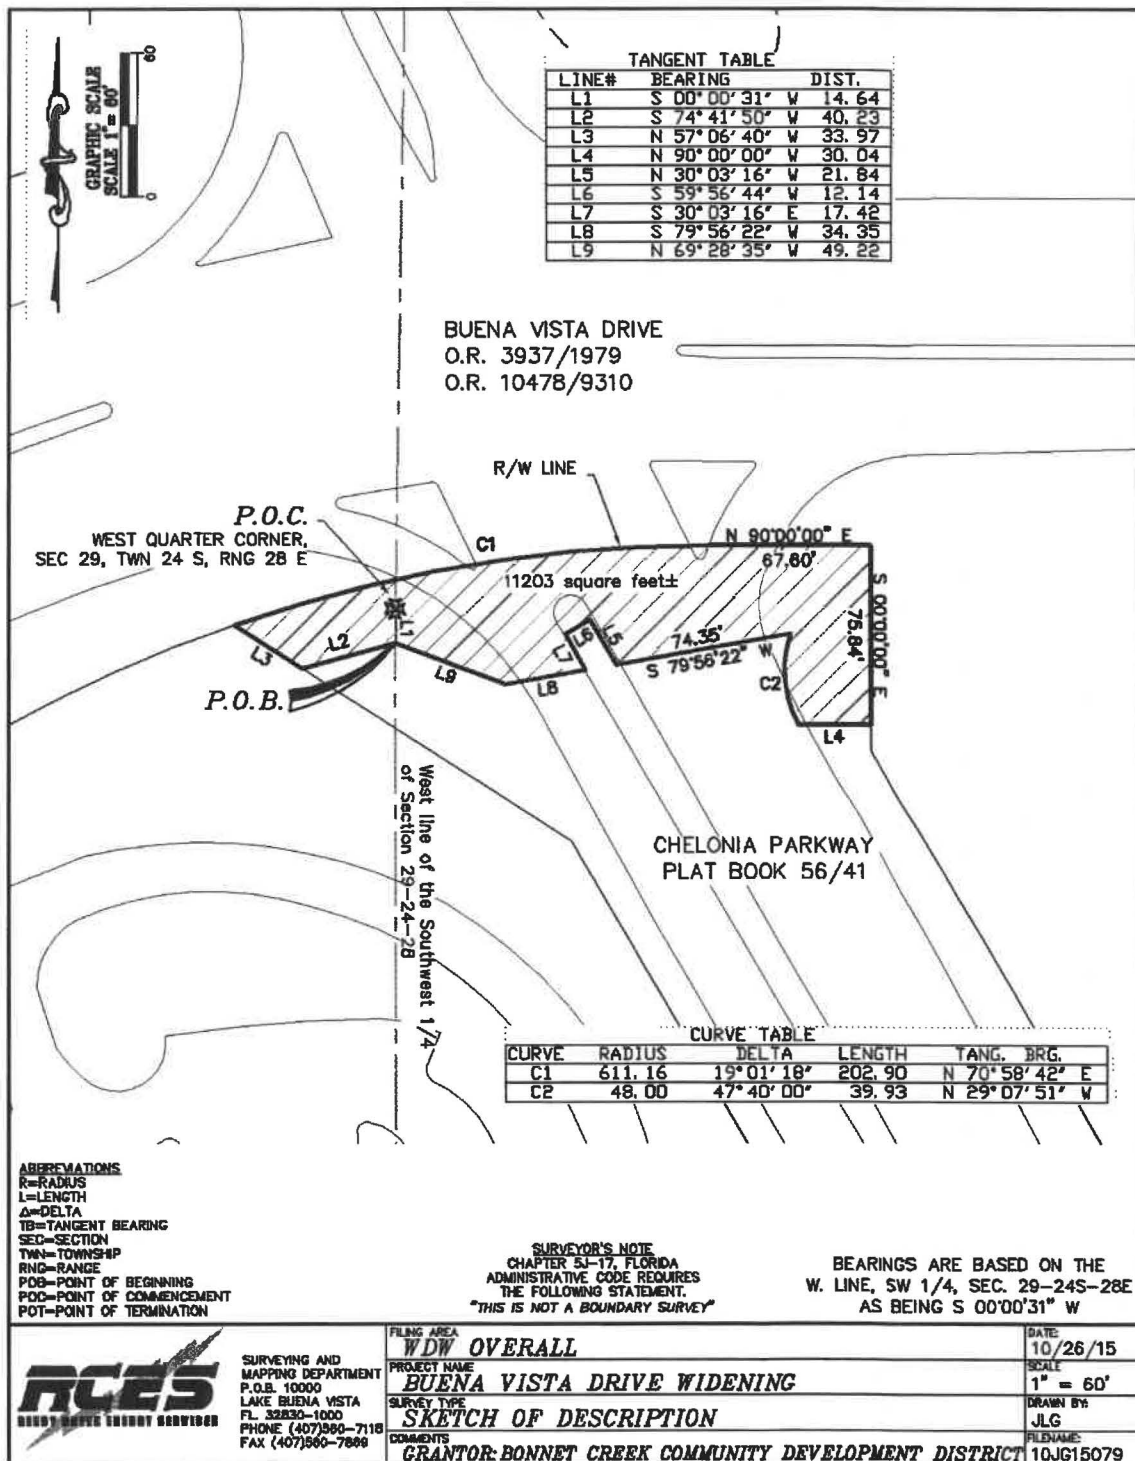 GRAPHIC SCALE
SCALE 1"= 60'
60
0
TANGENT TABLE
LINE# BEARING DIST.
L1 S 00°00'31" W 14.64
L2 S 74°41'50" W 40.23
L3 N 57°06'40" W 33.97
L4 N 90°00'00" W 30.04
L5 N 30°03'16" W 21.84
L6 S 59°56'44" W 12.14
L7 S 30°03'16" E 17.42
L8 S 79°56'22" W 34.35
L9 N 69°28'35" W 49.22
BUENA VISTA DRIVE
O.R. 3937/1979
O.R. 10478/9310
R/W LINE
P.O.C.
WEST QUARTER CORNER,
SEC 29, TWN 24 S, RNG 28 E
C1
N 90°00'00" E
67.60'
11203 square feet±
S 00°00'00" E
75.84'
L1
L2
L3
L9
L8
L7
L6
L5
74.35'
S 79°56'22" W
C2
L4
P.O.B.
West line of the Southwest 1/4
of Section 29-24-28
CHELONIA PARKWAY
PLAT BOOK 56/41
CURVE TABLE
CURVE RADIUS DELTA LENGTH TANG. BRG.
C1 611.16 19°01'18" 202.90 N 70°58'42" E
C2 48.00 47°40'00" 39.93 N 29°07'51" W
ABBREVIATIONS
R=RADIUS
L=LENGTH
Δ=DELTA
TB=TANGENT BEARING
SEC=SECTION
TWN=TOWNSHIP
RNG=RANGE
POB=POINT OF BEGINNING
POC=POINT OF COMMENCEMENT
POT=POINT OF TERMINATION
SURVEYOR'S NOTE
CHAPTER 5J-17, FLORIDA
ADMINISTRATIVE CODE REQUIRES
THE FOLLOWING STATEMENT.
"THIS IS NOT A BOUNDARY SURVEY"
BEARINGS ARE BASED ON THE
W. LINE, SW 1/4, SEC. 29-24S-28E
AS BEING S 00°00'31" W
RCES
REEDY CREEK ENERGY SERVICES
SURVEYING AND
MAPPING DEPARTMENT
P.O.B. 10000
LAKE BUENA VISTA
FL. 32830-1000
PHONE (407)560-7118
FAX (407)560-7889
FILING AREA
WDW OVERALL
DATE:
10/26/15
PROJECT NAME
BUENA VISTA DRIVE WIDENING
SCALE
1" = 60'
SURVEY TYPE
SKETCH OF DESCRIPTION
DRAWN BY:
JLG
COMMENTS
GRANTOR: BONNET CREEK COMMUNITY DEVELOPMENT DISTRICT
FILENAME:
10JG15079